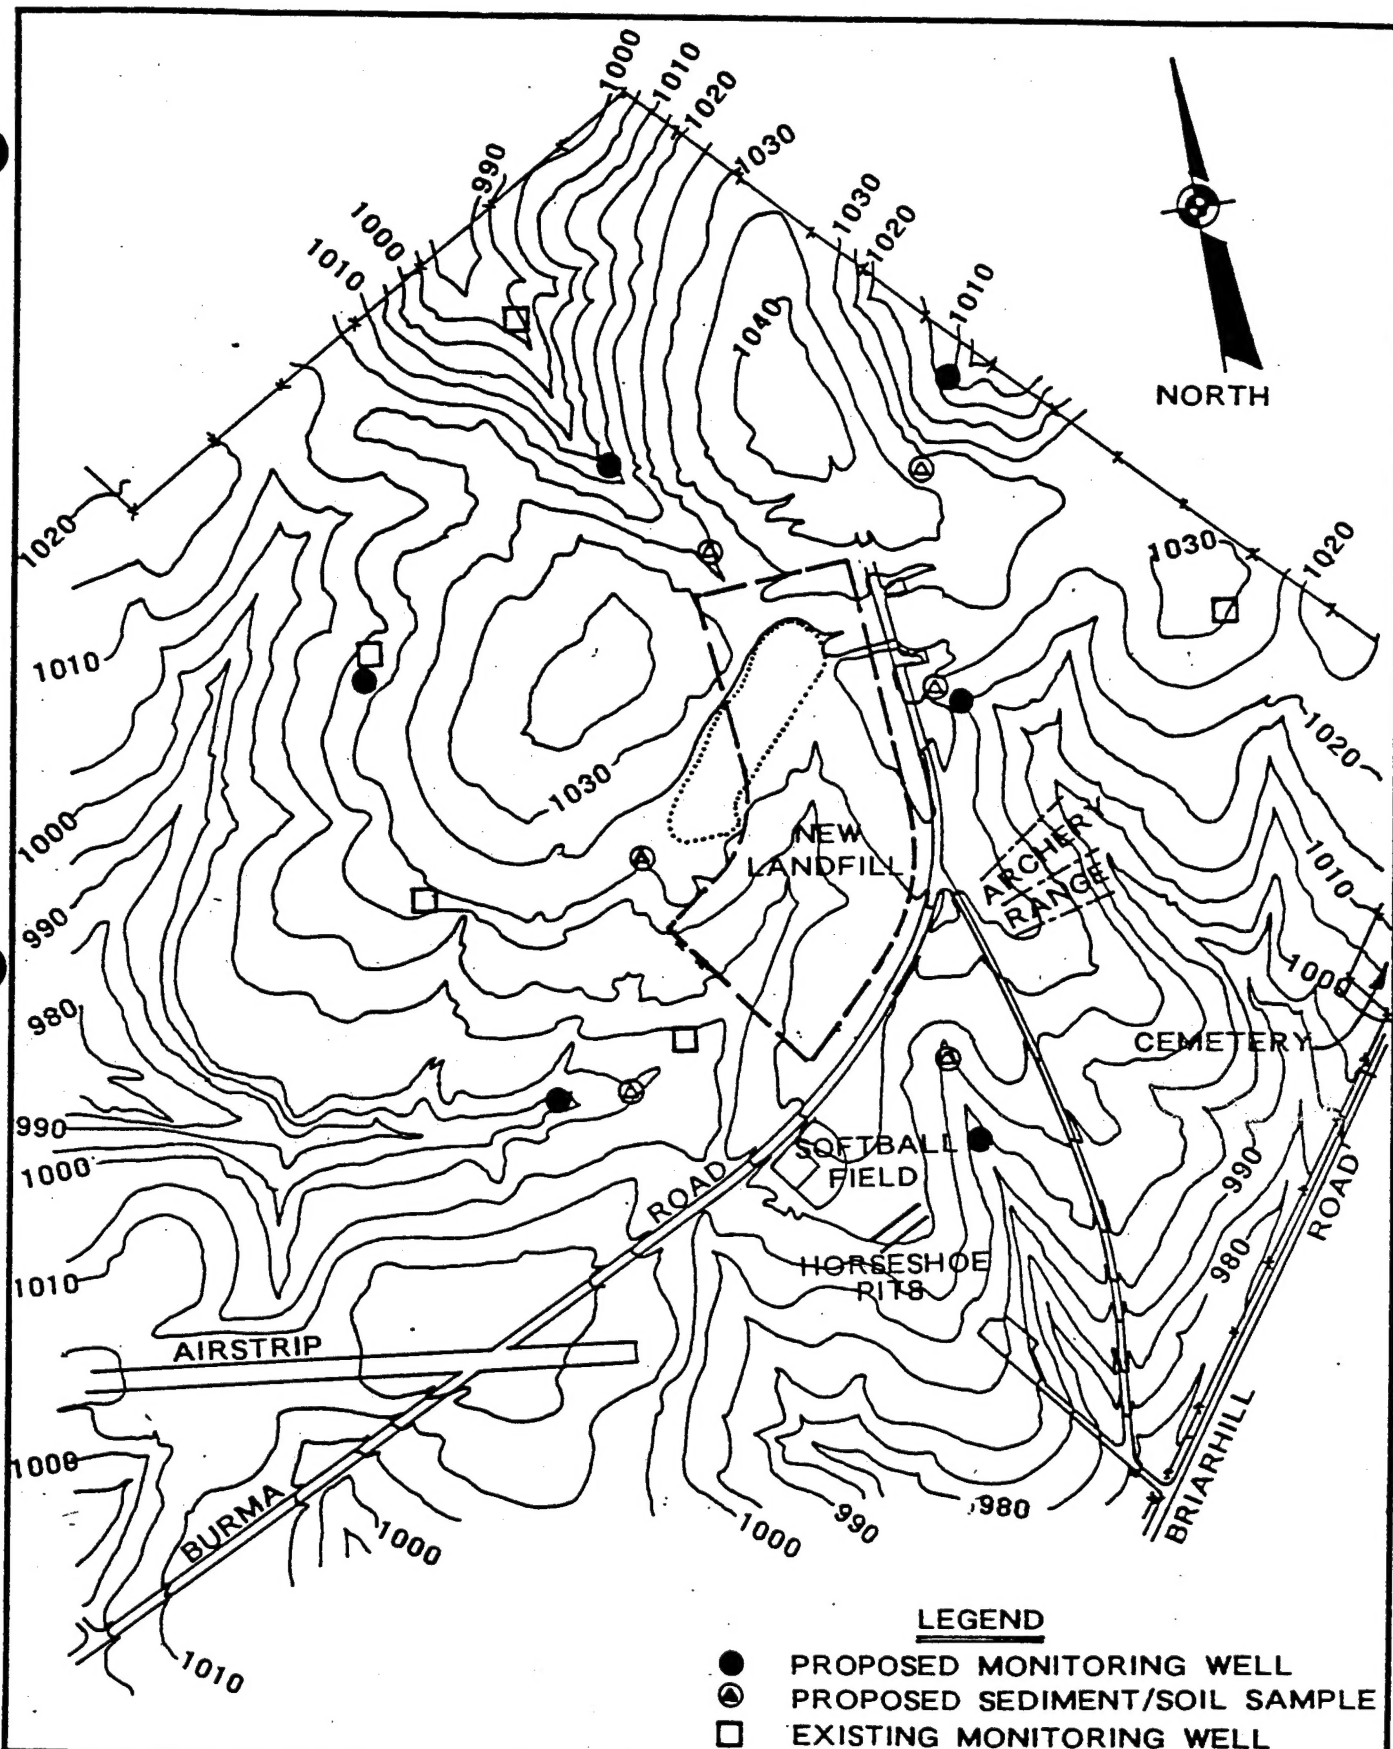 1000
1010
1020
1030
990
1000
1010
1030
1020
1010
1040
NORTH
1020
1030
1020
1010
1030
1020
1000
NEW
LANDFILL
ARCHERY
RANGE
1010
990
1000
980
CEMETERY
990
1000
SOFTBALL
FIELD
990
ROAD
ROAD
980
1010
HORSESHOE
PITS
AIRSTRIP
1000
BURMA
1000
1000
990
980
BRIARHILL
1010
LEGEND
PROPOSED MONITORING WELL
PROPOSED SEDIMENT/SOIL SAMPLE
EXISTING MONITORING WELL